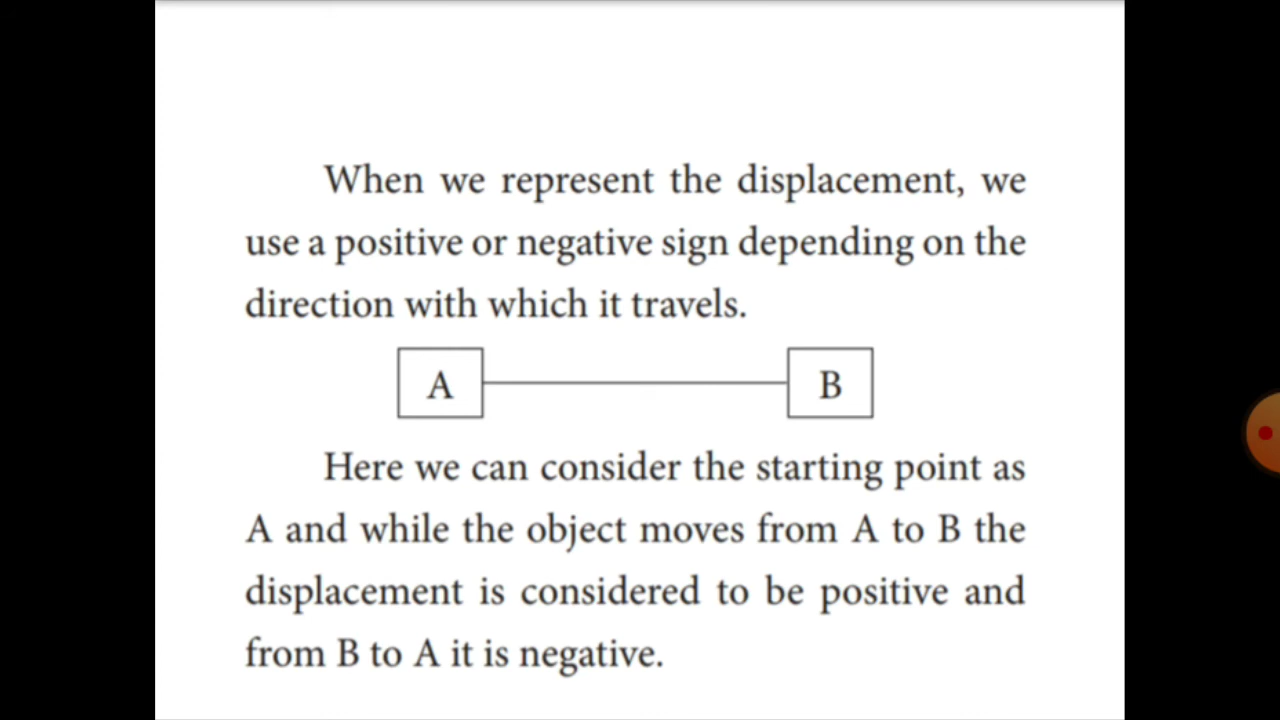 When we represent the displacement, we
use a positive or negative sign depending on the
direction with which it travels.
A B
Here we can consider the starting point as
A and while the object moves from A to B the
displacement is considered to be positive and
from B to A it is negative.